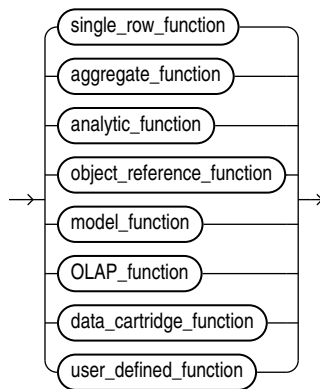 single_row_function
aggregate_function
analytic_function
object_reference_function
model_function
OLAP_function
data_cartridge_function
user_defined_function